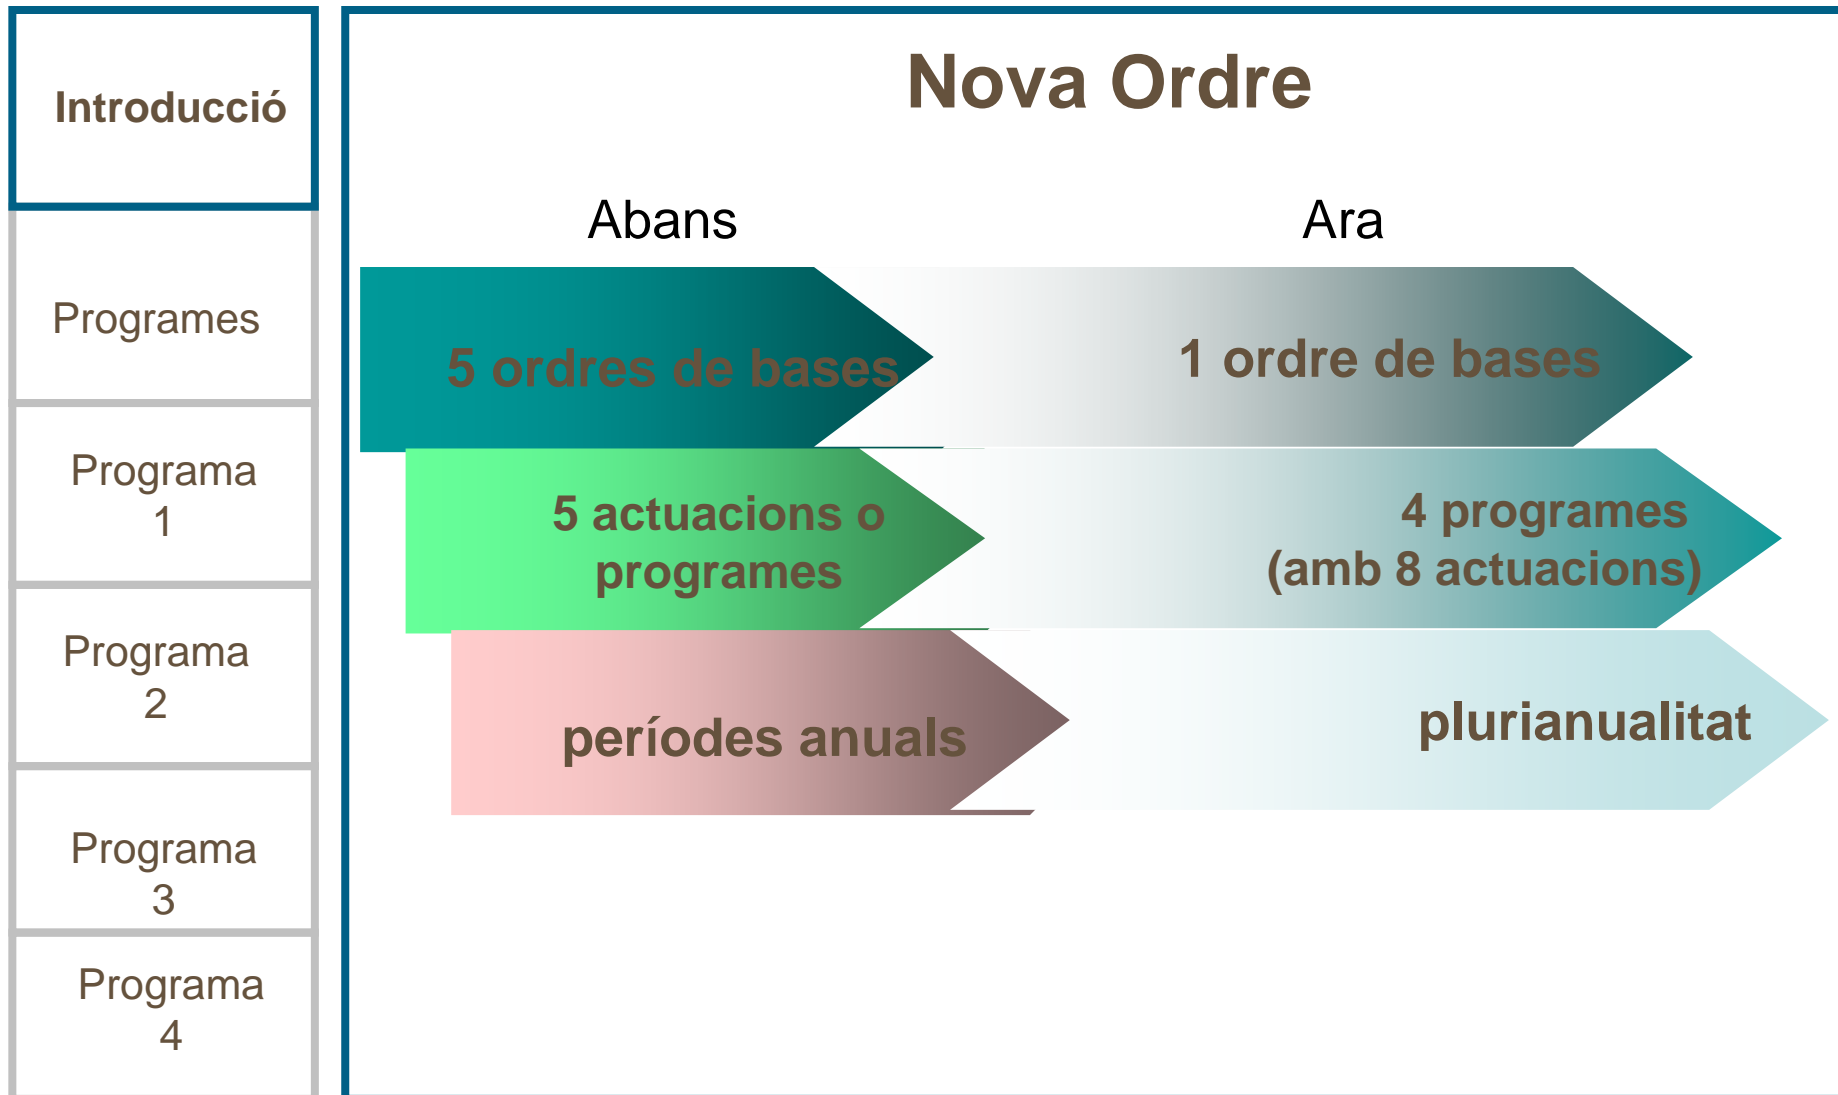 Introducció
Programes
Programa
1
Programa
2
Programa
3
Programa
4
Nova Ordre
Abans
Ara
5 ordres de bases
1 ordre de bases
5 actuacions o
programes
4 programes
(amb 8 actuacions)
períodes anuals
plurianualitat